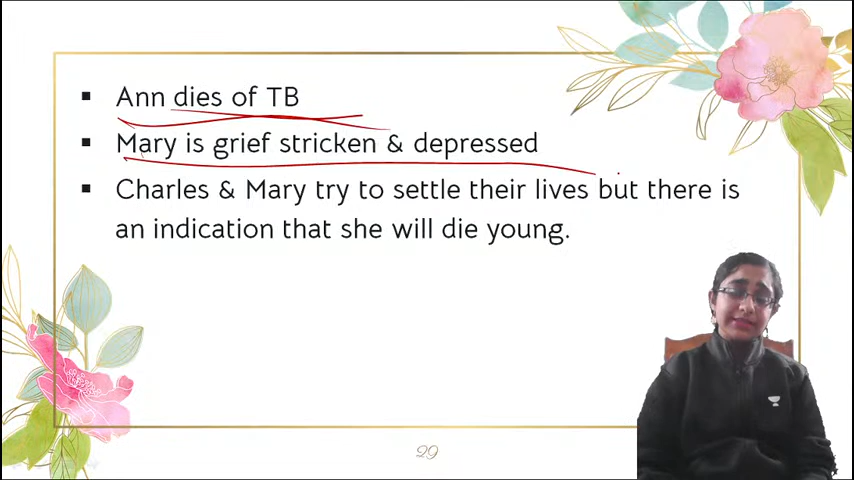 ▪ Ann dies of TB
▪ Mary is grief stricken & depressed
▪ Charles & Mary try to settle their lives but there is
an indication that she will die young.
29